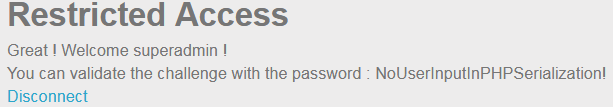 Restricted Access
Great ! Welcome superadmin !
You can validate the challenge with the password : NoUserInputInPHPSerialization!
Disconnect